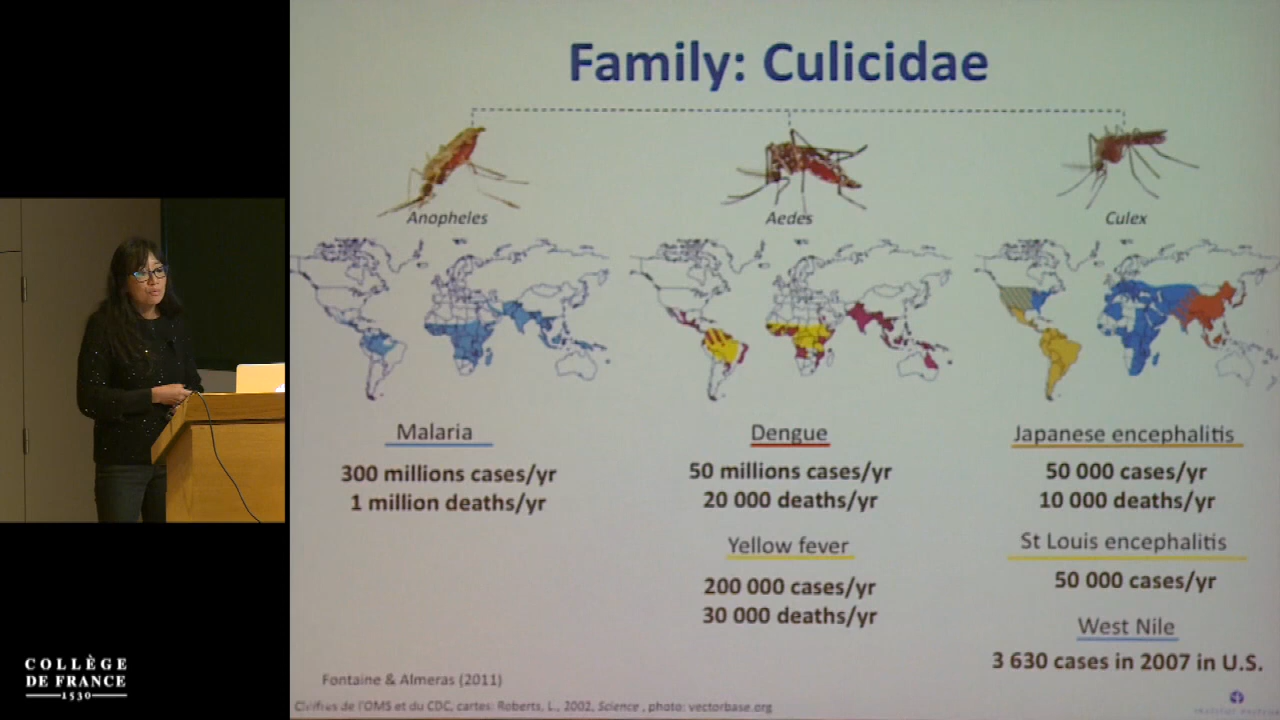 Family: Culicidae
Anopheles
Aedes
Culex
Malaria
300 millions cases/yr
1 million deaths/yr
Dengue
50 millions cases/yr
20 000 deaths/yr
Yellow fever
200 000 cases/yr
30 000 deaths/yr
Japanese encephalitis
50 000 cases/yr
10 000 deaths/yr
St Louis encephalitis
50 000 cases/yr
West Nile
3 630 cases in 2007 in U.S.
Fontaine & Almeras (2011)
Chiffres de l'OMS et du CDC, cartes: Roberts, L., 2002, Science, photo: vectorbase.org
INSTITUT PASTEUR
COLLÈGE
DE FRANCE
1530